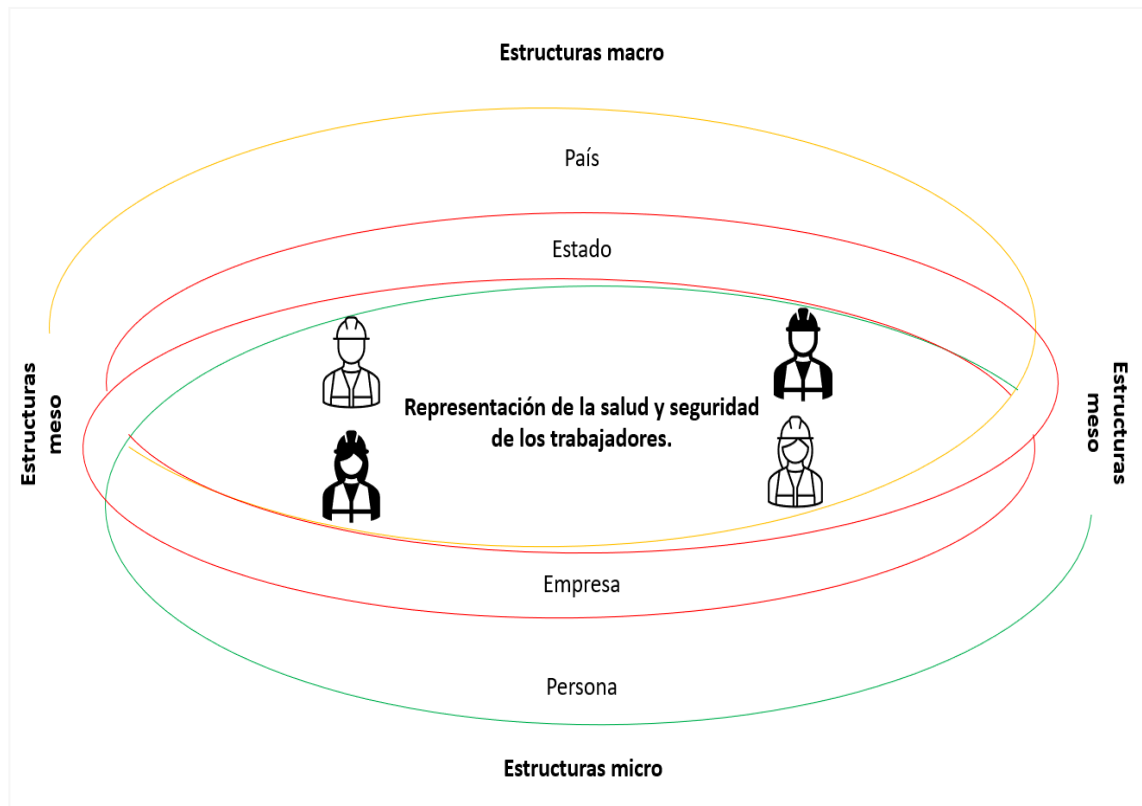 Estructuras macro
País
Estado
Estructuras
meso
Representación de la salud y seguridad
de los trabajadores.
Estructuras
meso
Empresa
Persona
Estructuras micro